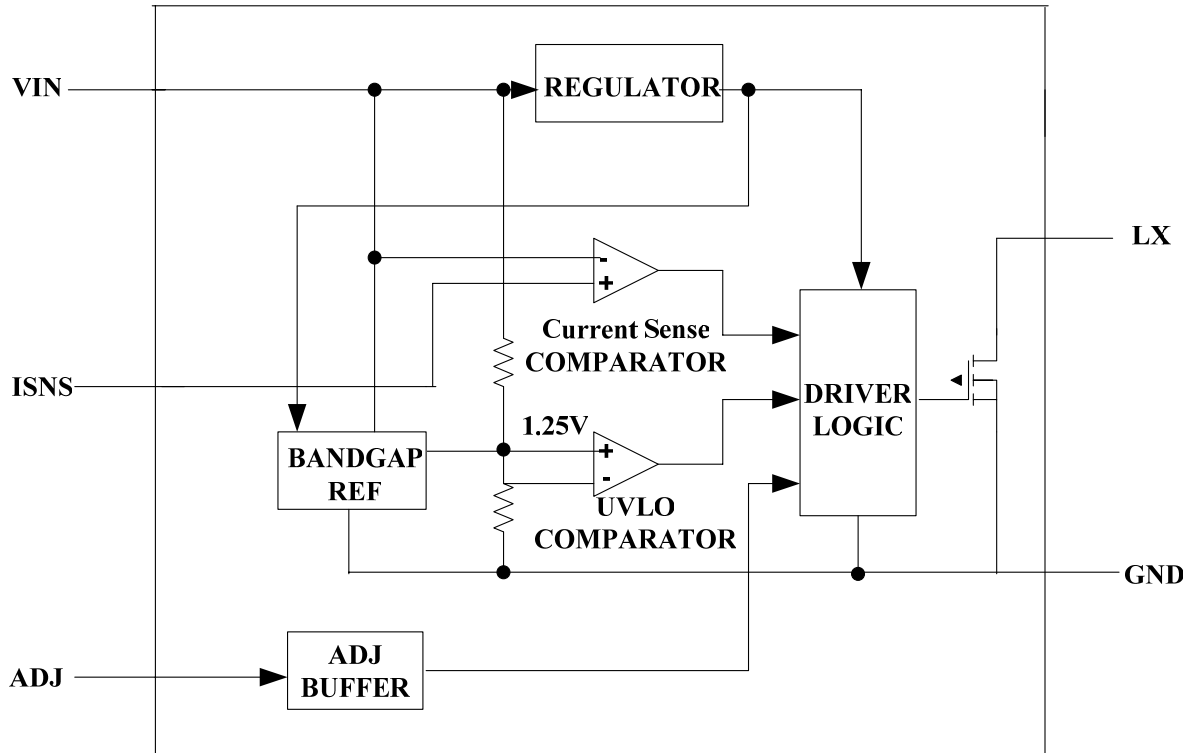 VIN
REGULATOR
LX
-
+
Current Sense
COMPARATOR
ISNS
DRIVER
LOGIC
1.25V
BANDGAP
REF
+
-
UVLO
COMPARATOR
GND
ADJ
ADJ
BUFFER